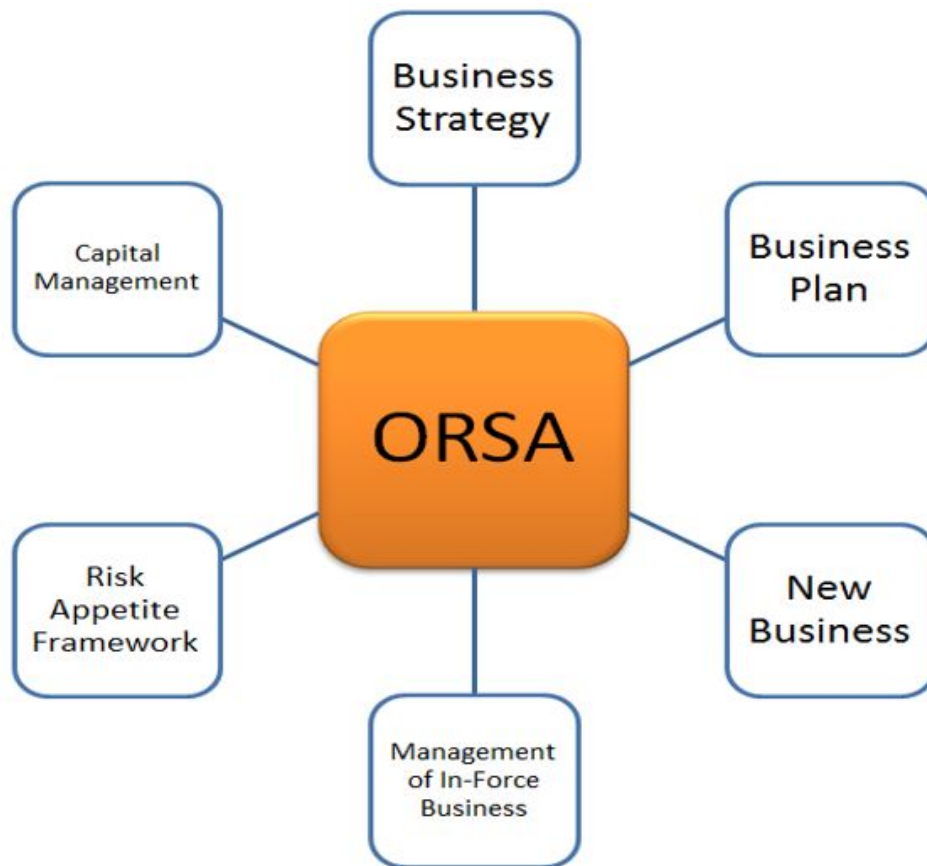 Business
Strategy
Capital
Management
Business
Plan
ORSA
Risk
Appetite
Framework
New
Business
Management
of In-Force
Business